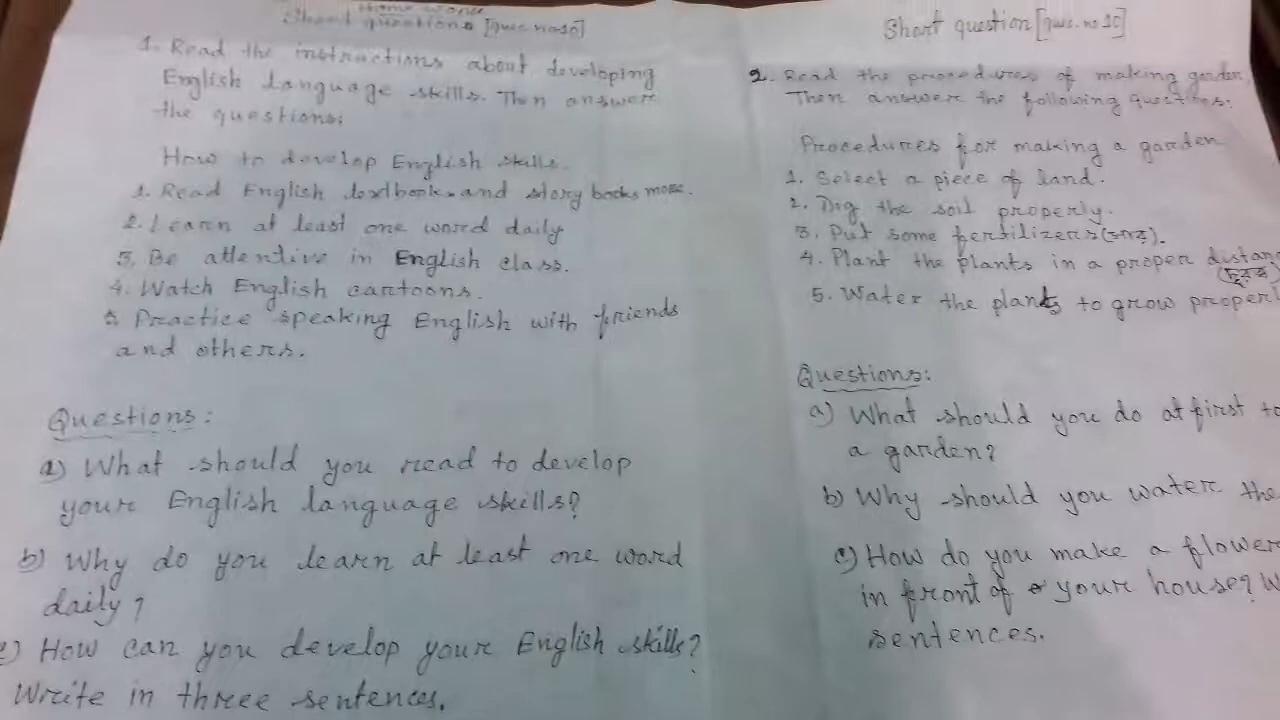 Home work
Short questions [ques. no 10]
1. Read the instructions about developing
English Language skills. Then answer
the questions:
How to develop English skills.
1. Read English textbooks and story books more.
2. Learn at least one word daily
3. Be attentive in English class.
4. Watch English cartoons.
5. Practice speaking English with friends
and others.
Questions:
a) What should you read to develop
your English language skills?
b) Why do you learn at least one word
daily?
c) How can you develop your English skills?
Write in three sentences.
Short question [ques. no 10]
2. Read the procedures of making garden.
Then answer the following questions:
Procedures for making a garden
1. Select a piece of land.
2. Dig the soil properly.
3. Put some fertilizers (সার).
4. Plant the plants in a proper distan
5. Water the plants to grow proper
Questions:
a) What should you do at first to
a garden?
b) Why should you water the
c) How do you make a flower
in front of your house? W
sentences.